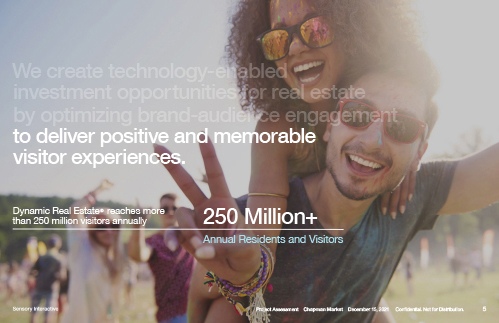 We create technology-enabled
investment opportunities for real estate
by optimizing brand-audience engagement
to deliver positive and memorable
visitor experiences.
Dynamic Real Estate® reaches more
than 250 million visitors annually
250 Million+
Annual Residents and Visitors
Sensory Interactive
Project Assessment Chapman Market December 15, 2021 Confidential. Not for Distribution. 5